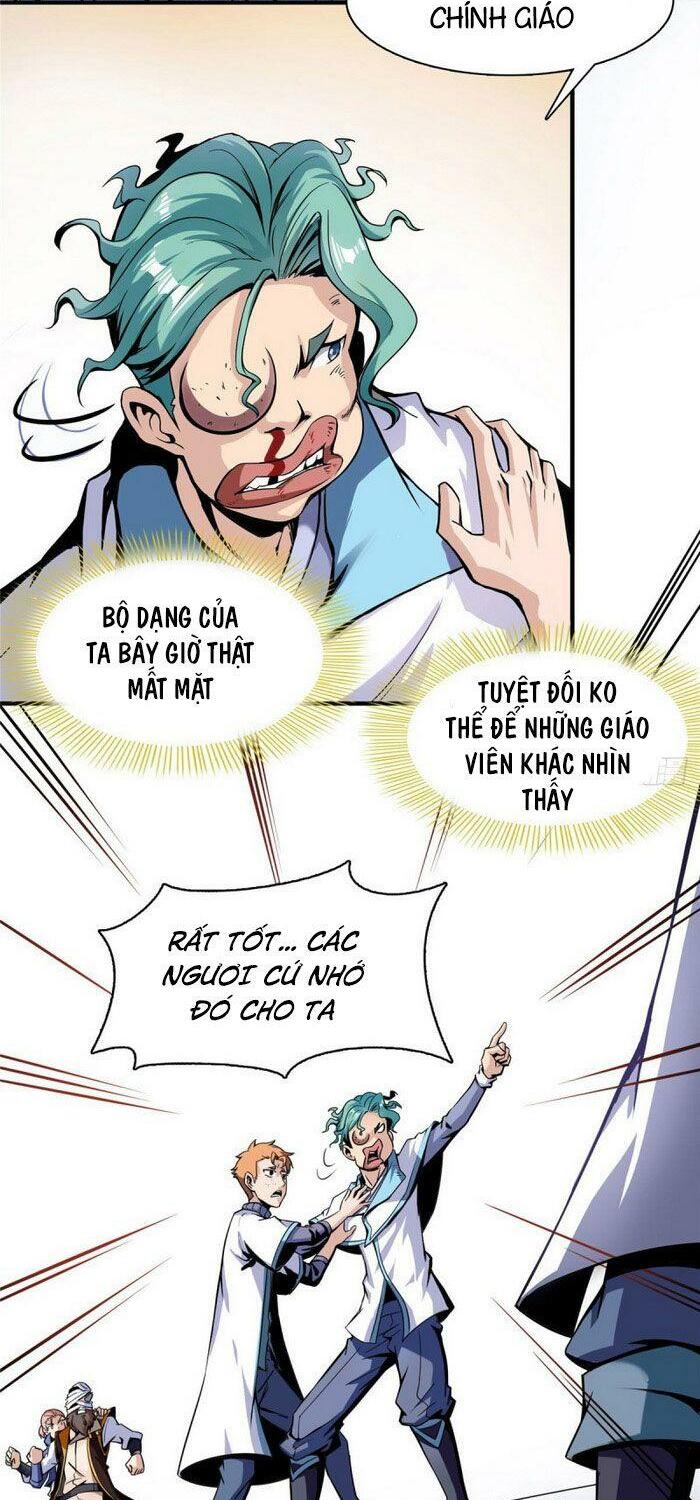 CHÍNH GIÁO
BỘ DẠNG CỦA
TA BÂY GIỜ THẬT
MẤT MẶT
TUYỆT ĐỐI KO
THỂ ĐỂ NHỮNG GIÁO
VIÊN KHÁC NHÌN
THẤY
RẤT TỐT... CÁC
NGƯƠI CỨ NHỚ
ĐÓ CHO TA